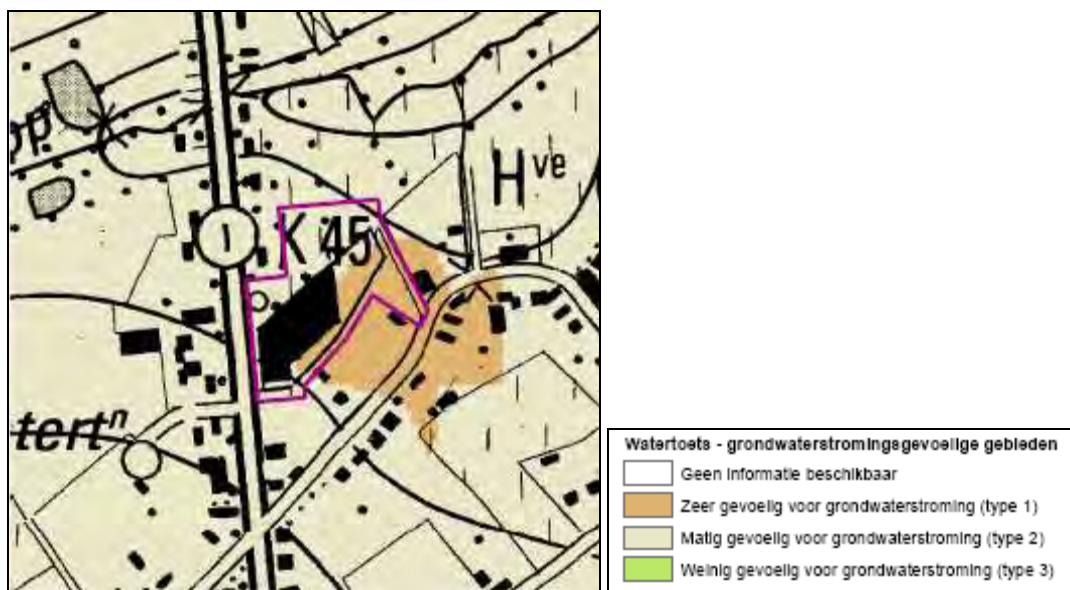 op
H ve
1
K 45
tert n
Watertoets - grondwaterstromingsgevoelige gebieden
Geen informatie beschikbaar
Zeer gevoelig voor grondwaterstroming (type 1)
Matig gevoelig voor grondwaterstroming (type 2)
Weinig gevoelig voor grondwaterstroming (type 3)